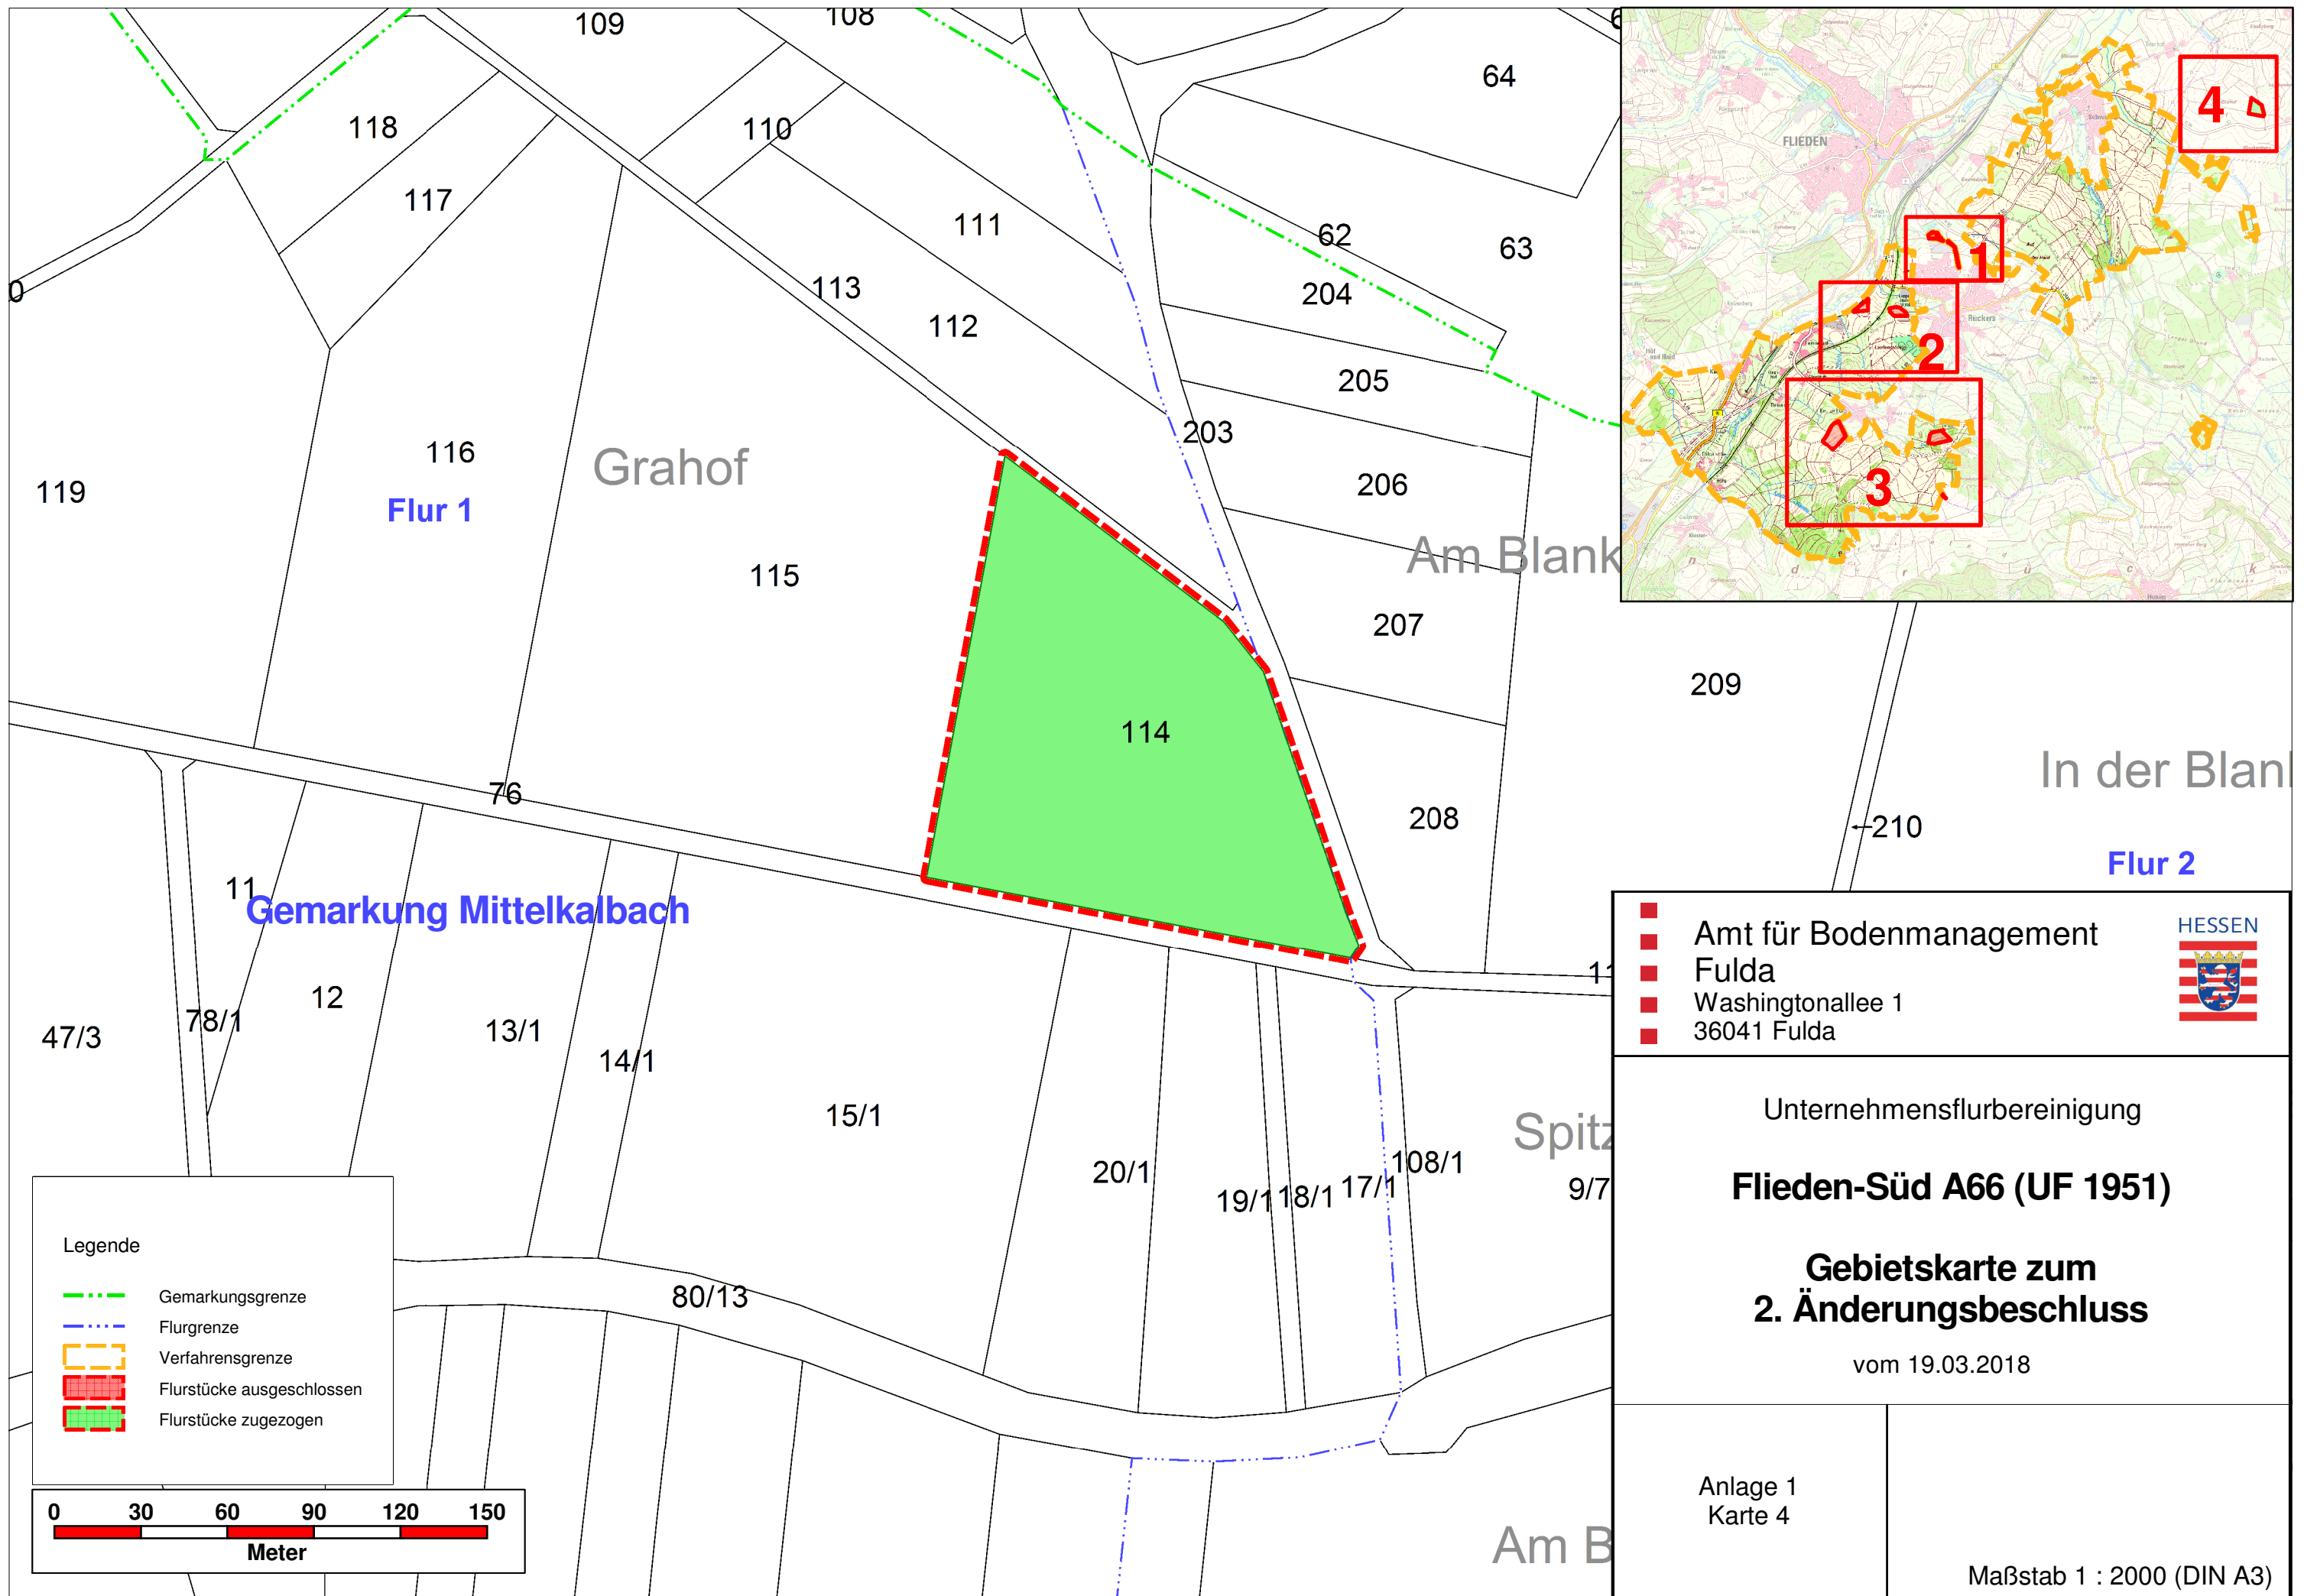 109
108
64
118
110
117
111
62
63
113
204
112
205
203
116
Grahof
119
206
Flur 1
Am Blank
115
207
209
114
In der Blan
76
208
210
Flur 2
11
Gemarkung Mittelkalbach
12
78/1
47/3
13/1
14/1
15/1
20/1
19/1
18/1
17/1
108/1
Spitz
9/7
80/13
Am B
FLIEDEN
Rückers
1
2
3
4
Legende
Gemarkungsgrenze
Flurgrenze
Verfahrensgrenze
Flurstücke ausgeschlossen
Flurstücke zugezogen
0 30 60 90 120 150
Meter
Amt für Bodenmanagement
Fulda
Washingtonallee 1
36041 Fulda
HESSEN
Unternehmensflurbereinigung
Flieden-Süd A66 (UF 1951)
Gebietskarte zum
2. Änderungsbeschluss
vom 19.03.2018
Anlage 1
Karte 4
Maßstab 1 : 2000 (DIN A3)